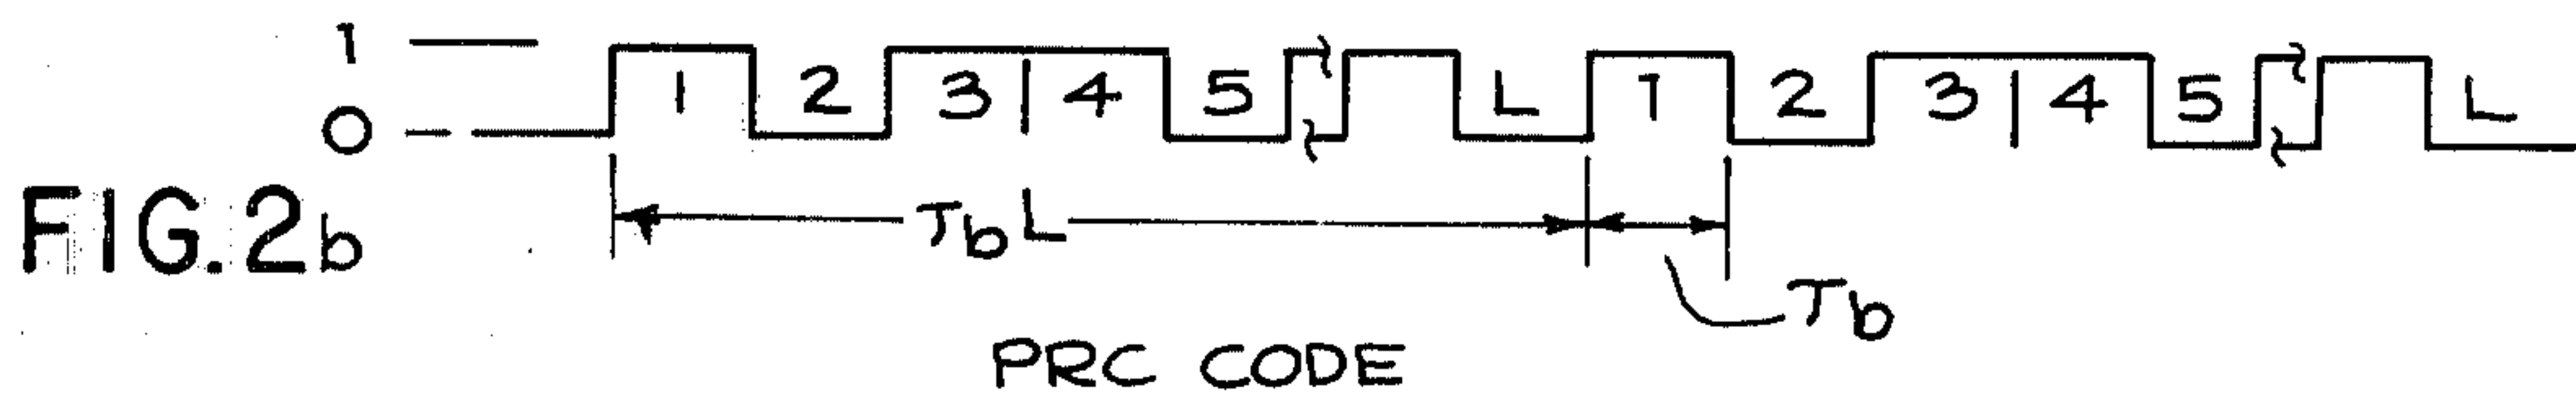 1
1 2 3 4 5 L 1 2 3 4 5 L
0
FIG. 2b
TbL
Tb
PRC CODE